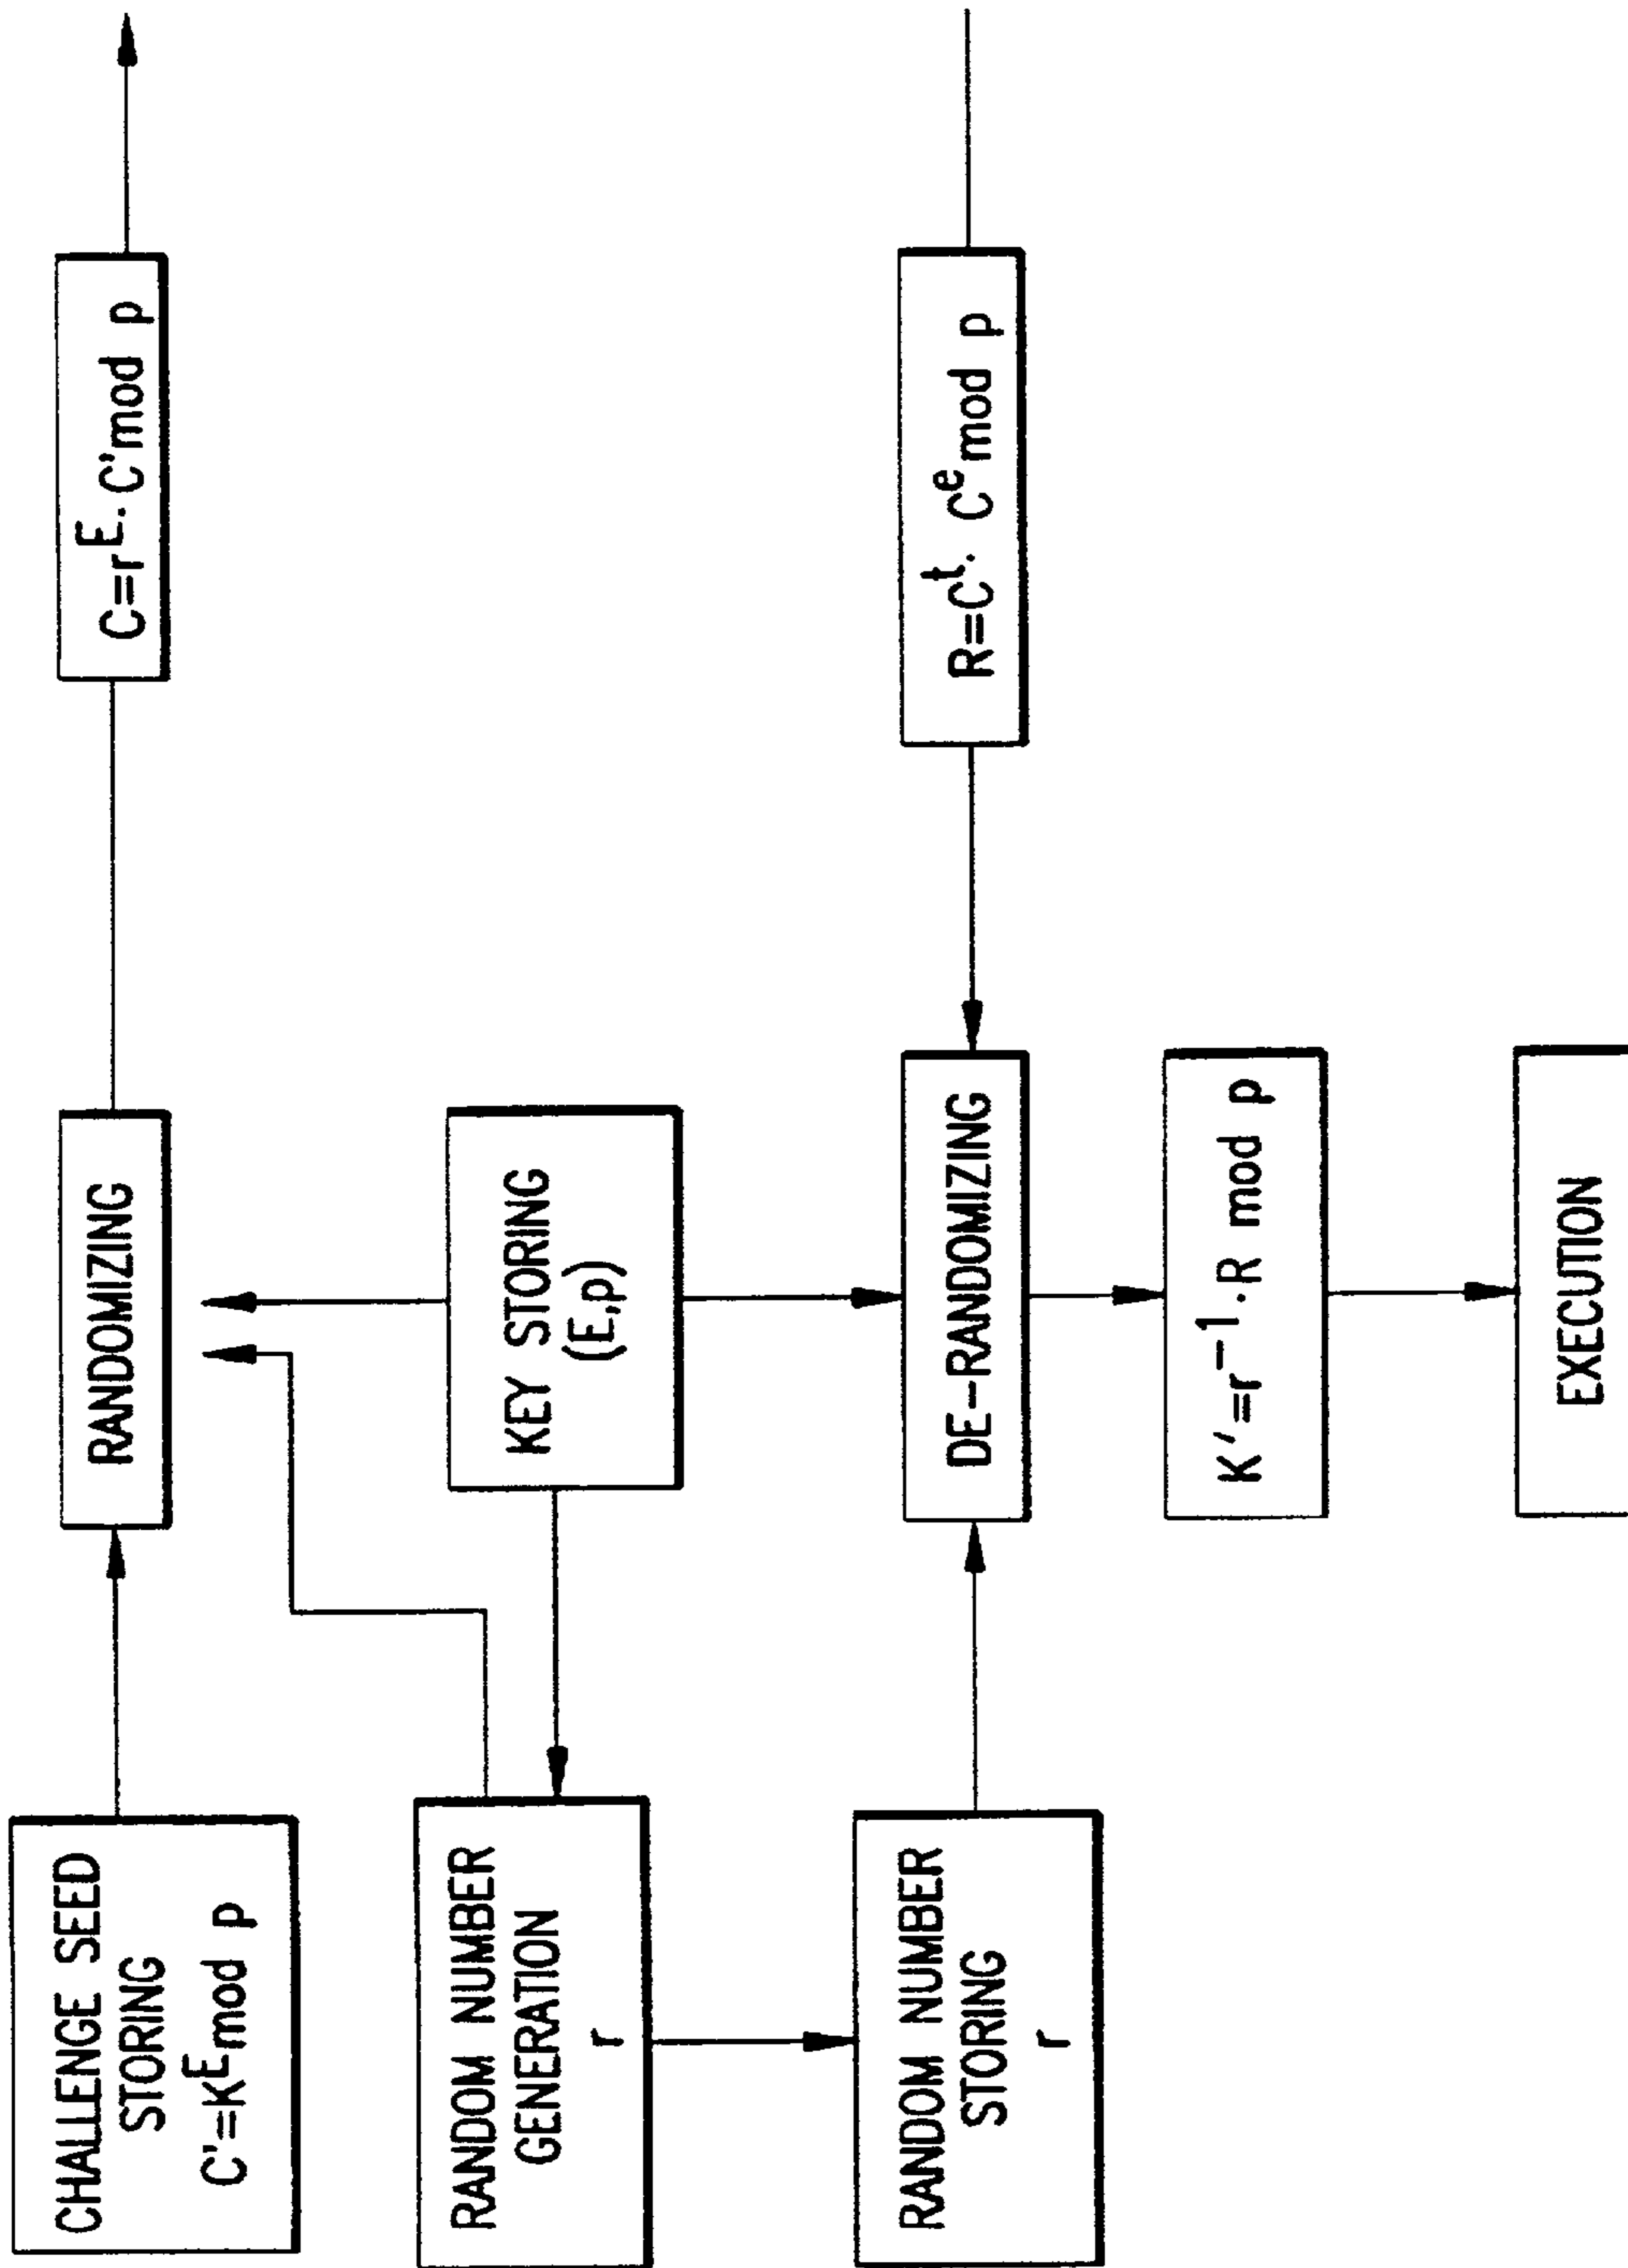 CHALLENGE SEED
STORING
C'=K^E mod p
RANDOMIZING
C=r^E. C'mod p
RANDOM NUMBER
GENERATION
r
KEY STORING
(E,p)
RANDOM NUMBER
STORING
r
DE-RANDOMIZING
R=C^t. C^e mod p
K'=r^-1.R mod p
EXECUTION